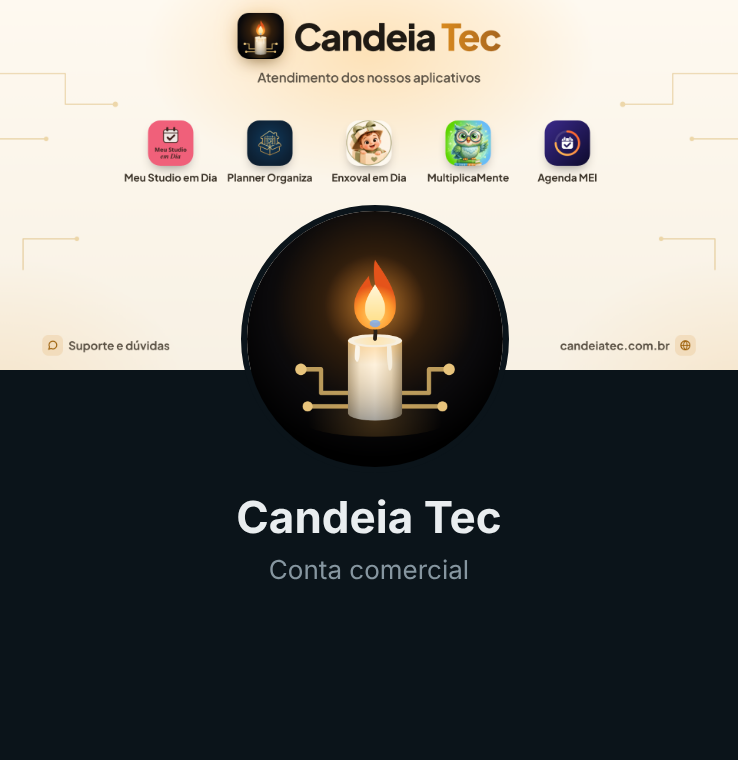 Candeia Tec
Atendimento dos nossos aplicativos
Meu Studio
em Dia
Meu Studio em Dia
Planner Organiza
Enxoval em Dia
MultiplicaMente
Agenda MEI
Suporte e dúvidas
candeiatec.com.br
Candeia Tec
Conta comercial